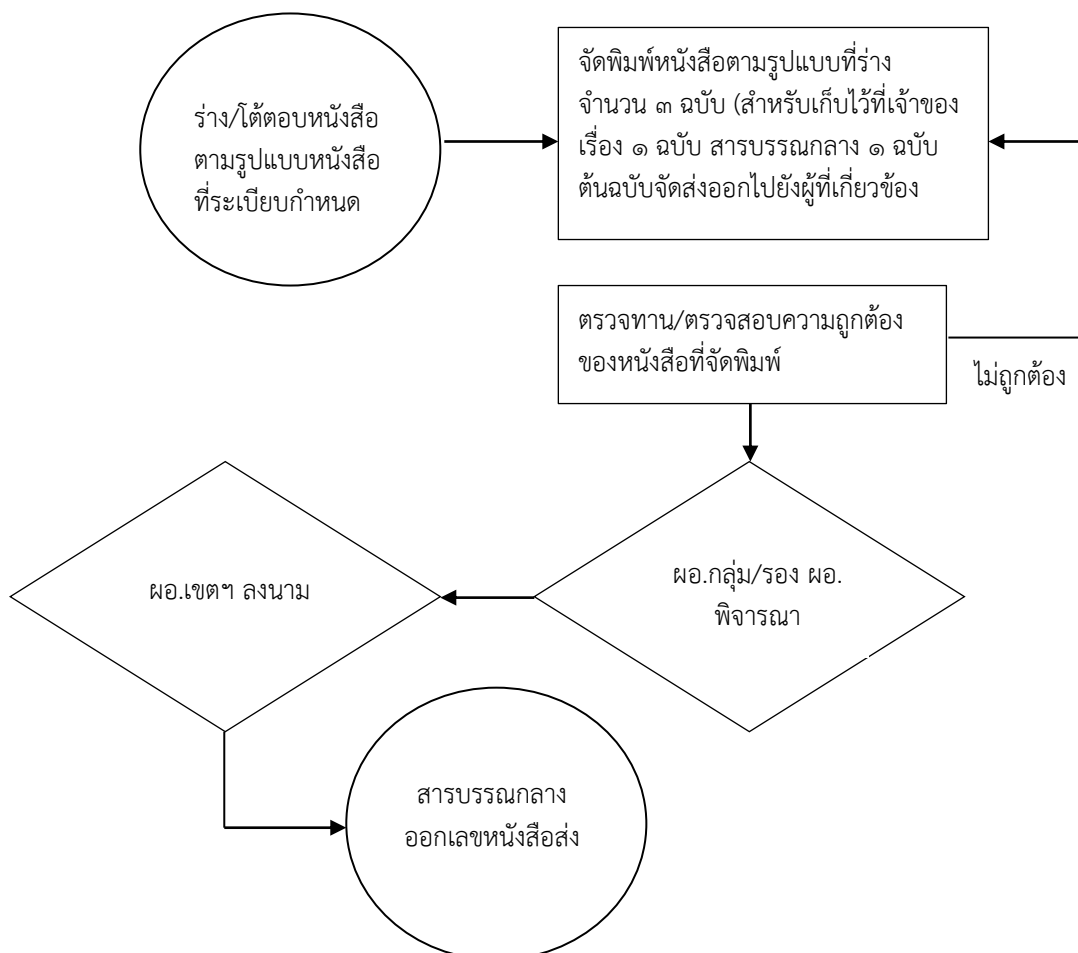 ร่าง/โต้ตอบหนังสือ
ตามรูปแบบหนังสือ
ที่ระเบียบกำหนด
จัดพิมพ์หนังสือตามรูปแบบที่ร่าง
จำนวน ๓ ฉบับ (สำหรับเก็บไว้ที่เจ้าของ
เรื่อง ๑ ฉบับ สารบรรณกลาง ๑ ฉบับ
ต้นฉบับจัดส่งออกไปยังผู้ที่เกี่ยวข้อง
ตรวจทาน/ตรวจสอบความถูกต้อง
ของหนังสือที่จัดพิมพ์
ไม่ถูกต้อง
ผอ.กลุ่ม/รอง ผอ.
พิจารณา
ผอ.เขตฯ ลงนาม
สารบรรณกลาง
ออกเลขหนังสือส่ง